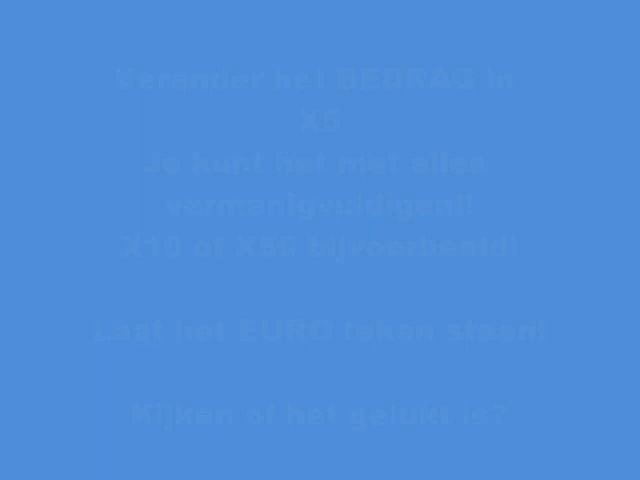 Verander het BEDRAG in
X5
Je kunt het met alles
vermenigvuldigen!!
X10 of X50 bijvoorbeeld!
Laat het EURO teken staan!
Kijken of het gelukt is?